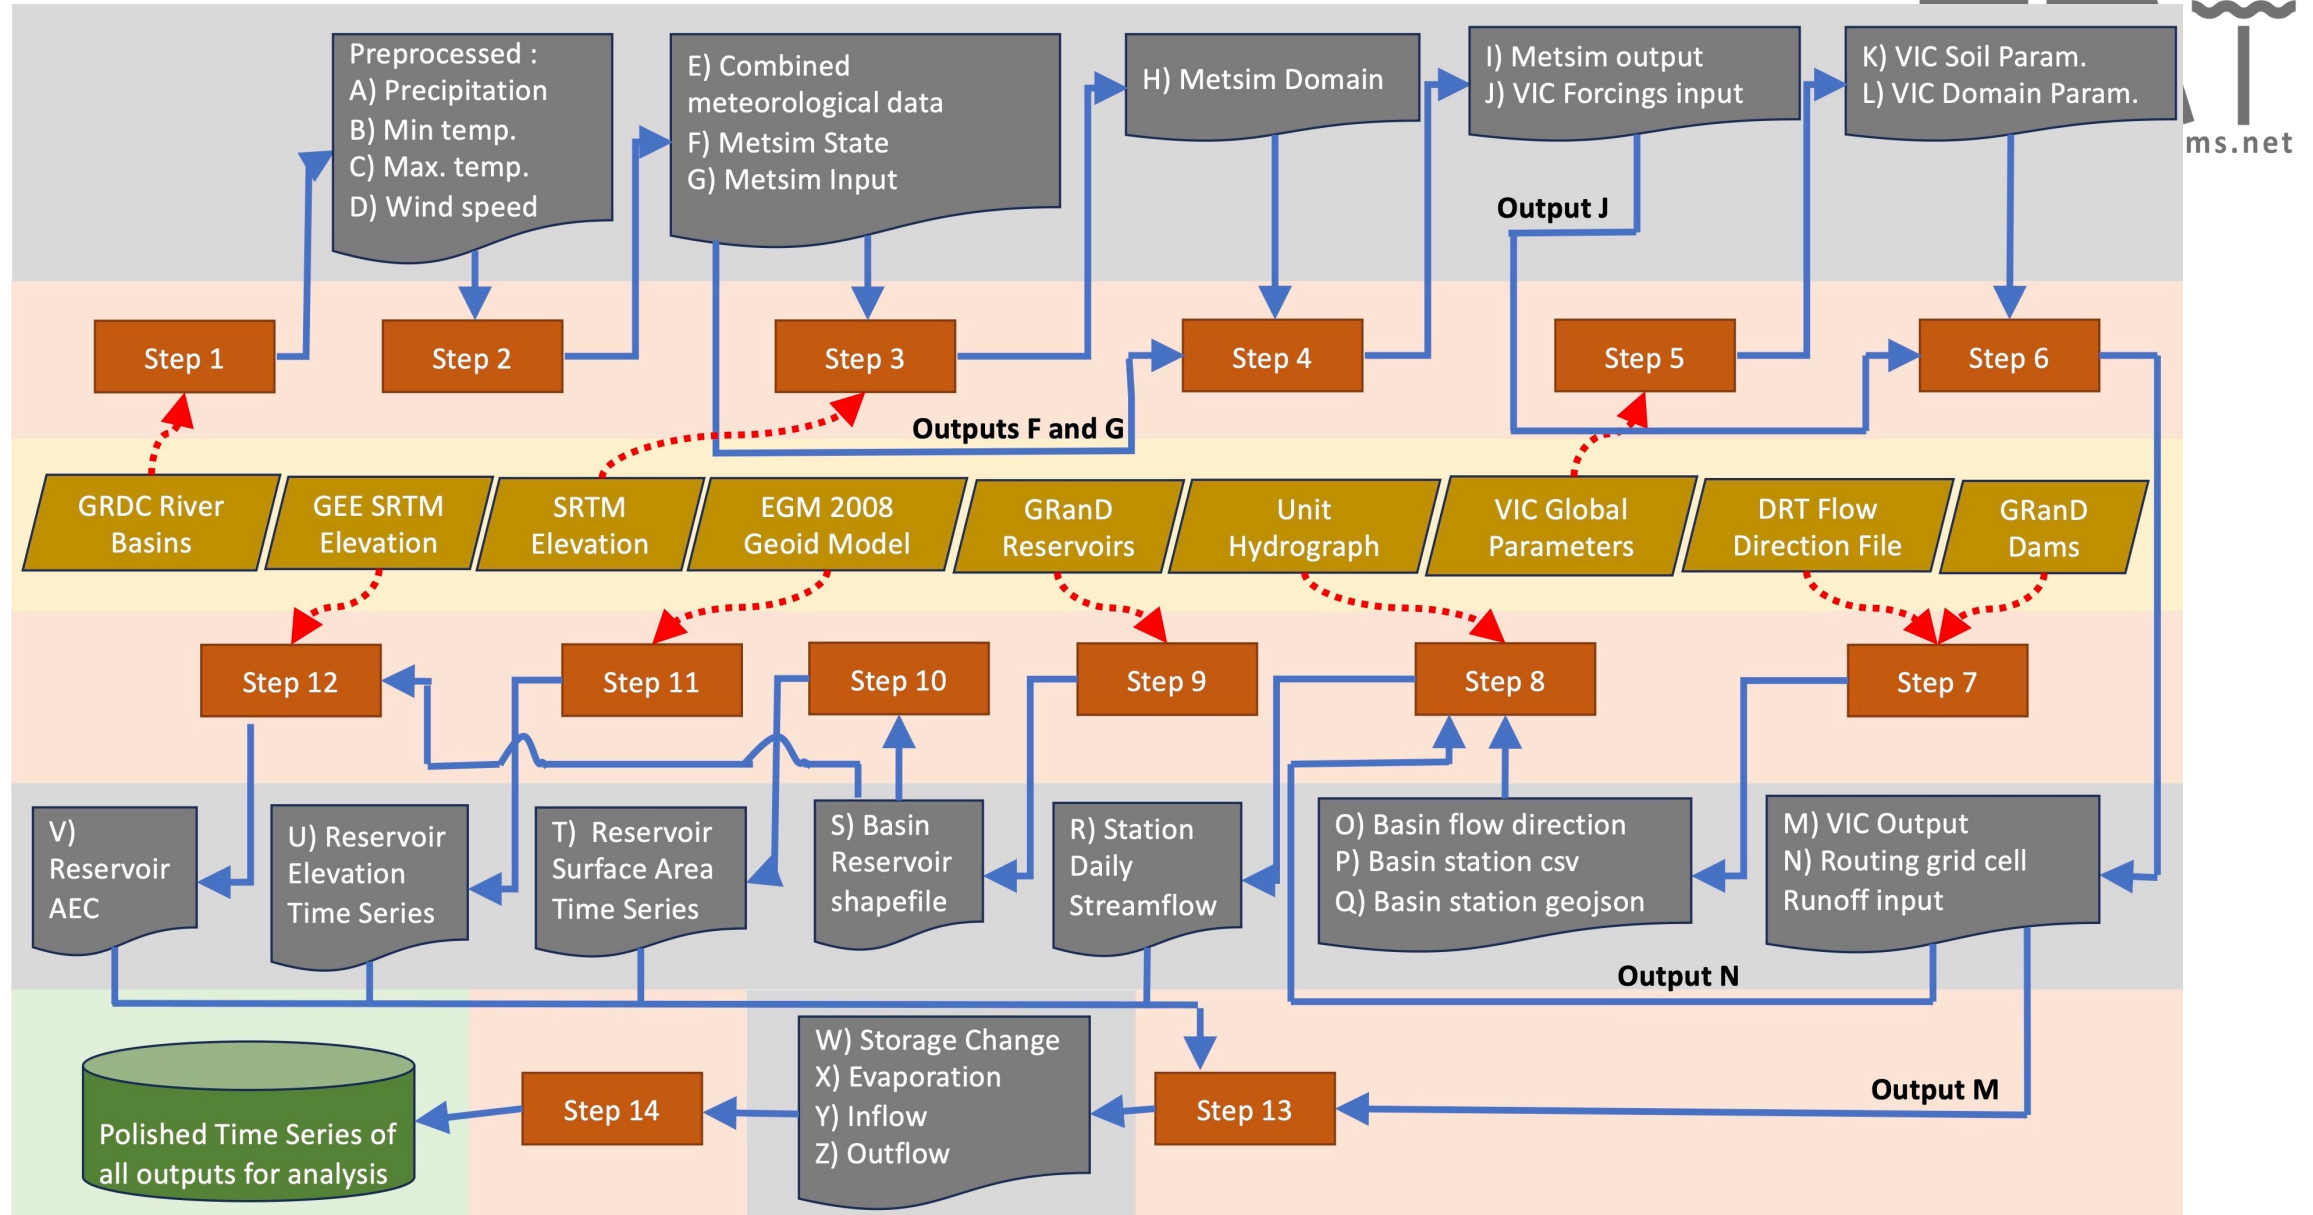 Preprocessed :
A) Precipitation
B) Min temp.
C) Max. temp.
D) Wind speed
E) Combined
meteorological data
F) Metsim State
G) Metsim Input
H) Metsim Domain
I) Metsim output
J) VIC Forcings input
K) VIC Soil Param.
L) VIC Domain Param.
ms.net
Output J
Step 1
Step 2
Step 3
Step 4
Step 5
Step 6
Outputs F and G
GRDC River
Basins
GEE SRTM
Elevation
SRTM
Elevation
EGM 2008
Geoid Model
GRanD
Reservoirs
Unit
Hydrograph
VIC Global
Parameters
DRT Flow
Direction File
GRanD
Dams
Step 12
Step 11
Step 10
Step 9
Step 8
Step 7
V)
Reservoir
AEC
U) Reservoir
Elevation
Time Series
T) Reservoir
Surface Area
Time Series
S) Basin
Reservoir
shapefile
R) Station
Daily
Streamflow
O) Basin flow direction
P) Basin station csv
Q) Basin station geojson
M) VIC Output
N) Routing grid cell
Runoff input
Output N
Polished Time Series of
all outputs for analysis
Step 14
W) Storage Change
X) Evaporation
Y) Inflow
Z) Outflow
Step 13
Output M